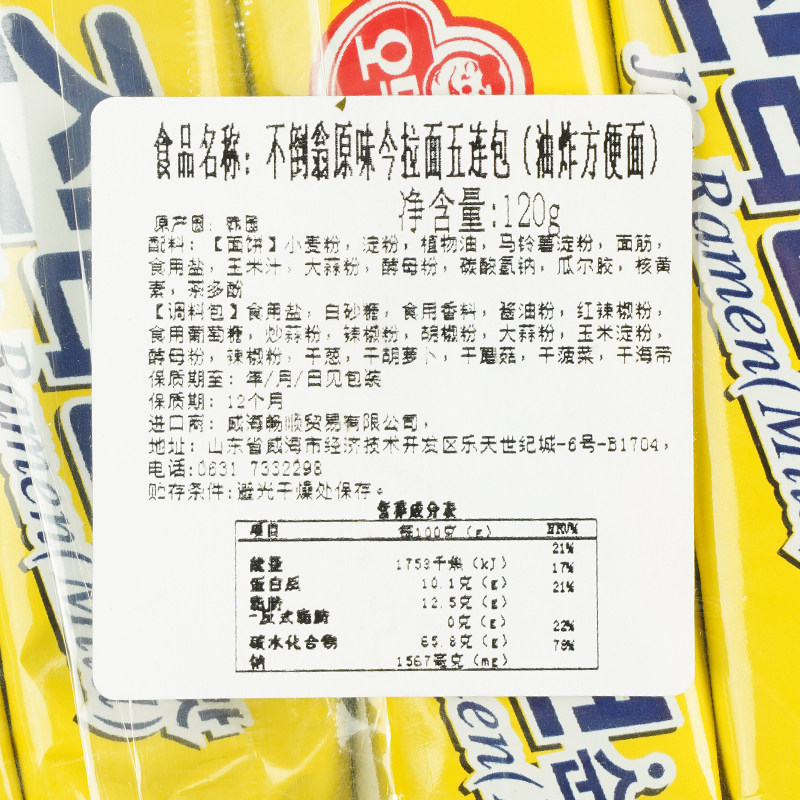 食品名称：不倒翁原味今拉面五连包（油炸方便面）
净含量:120g
原产国：韩国
配料：【面饼】小麦粉，淀粉，植物油，马铃薯淀粉，面筋，
食用盐，玉米汁，大蒜粉，酵母粉，碳酸氢钠，瓜尔胶，核黄
素，茶多酚
【调料包】食用盐，白砂糖，食用香料，酱油粉，红辣椒粉，
食用葡萄糖，炒蒜粉，辣椒粉，胡椒粉，大蒜粉，玉米淀粉，
酵母粉，辣椒粉，干葱，干胡萝卜，干蘑菇，干菠菜，干海带
保质期至：年/月/日见包装
保质期：12个月
进口商：威海畅顺贸易有限公司，
地址：山东省威海市经济技术开发区乐天世纪城-6号-B1704，
电话:0631 7332298
贮存条件:避光干燥处保存。
营养成分表
项目 每100克（g） NRV%
能量 1759千焦（kJ） 21%
蛋白质 10.1克（g） 17%
脂肪 12.5克（g） 21%
-反式脂肪 0克（g）
碳水化合物 65.8克（g） 22%
钠 1567毫克（mg） 79%
Jin Ramen(Mild)
Ramen(Mild)